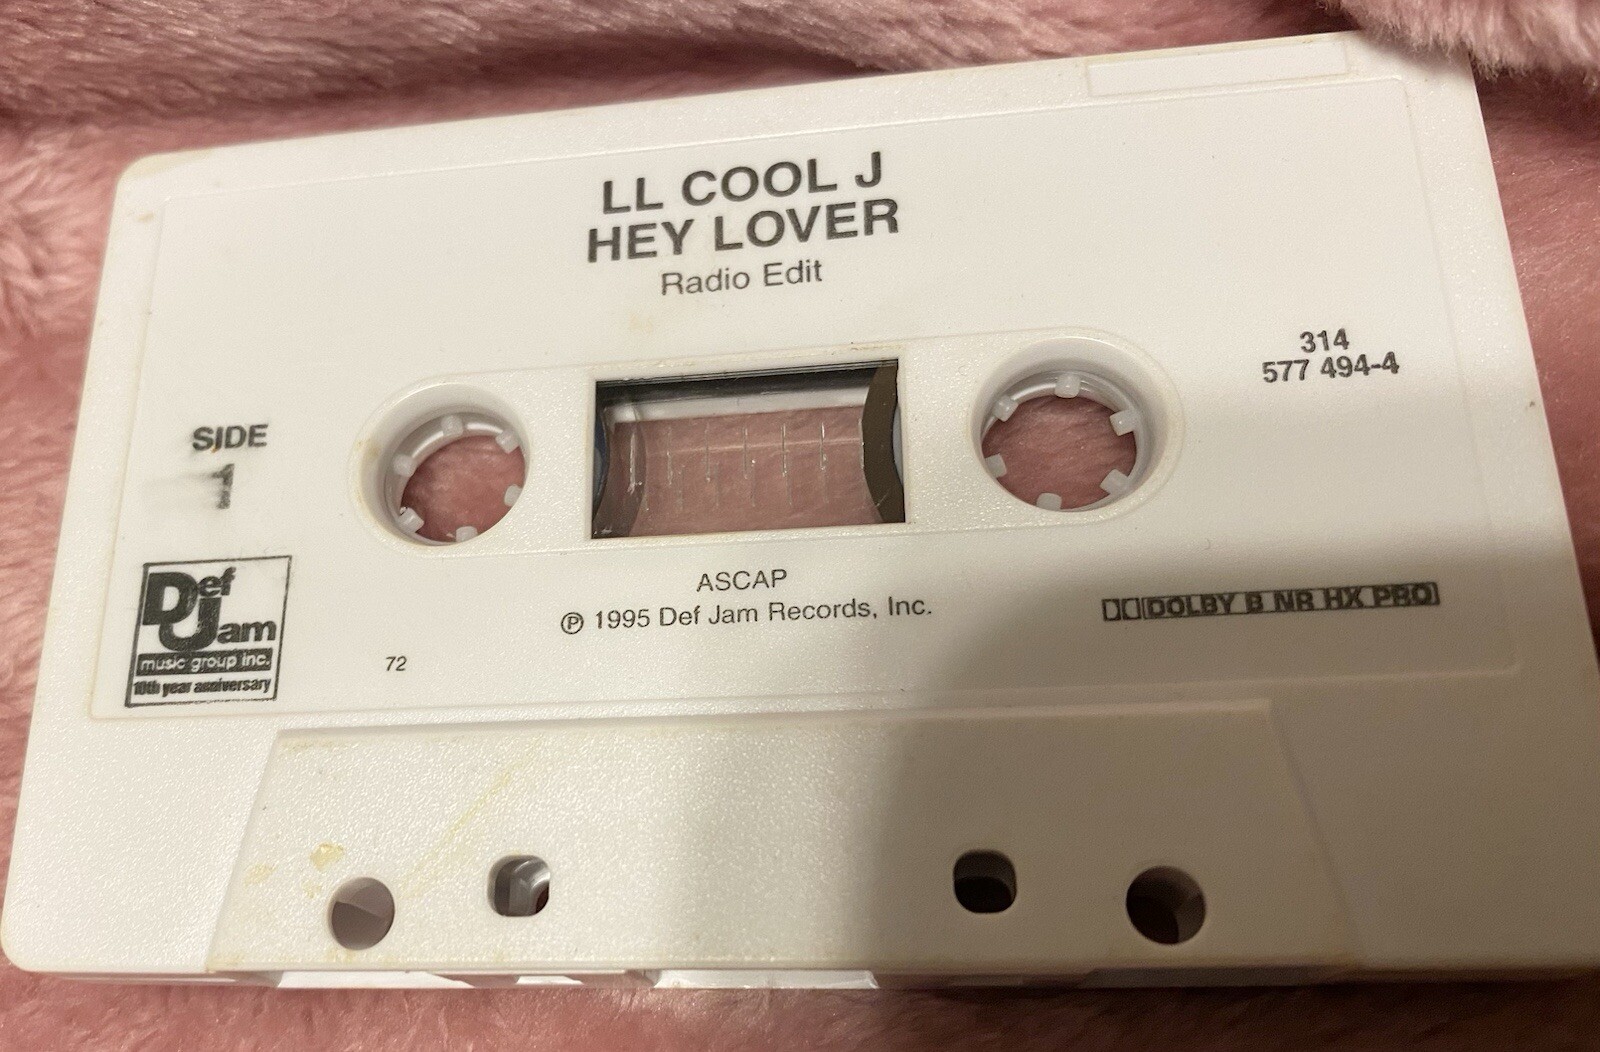 LL COOL J
HEY LOVER
Radio Edit
314
577 494-4
SIDE
1
Def
Jam
music group inc.
10th year anniversary
72
ASCAP
℗ 1995 Def Jam Records, Inc.
DOLBY B NR HX PRO